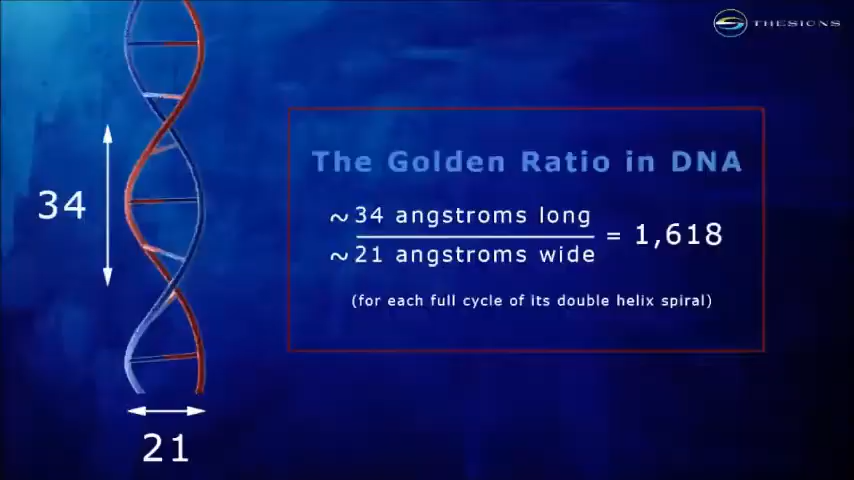 THESIONS
The Golden Ratio in DNA
34
~34 angstroms long
~21 angstroms wide
= 1,618
(for each full cycle of its double helix spiral)
21